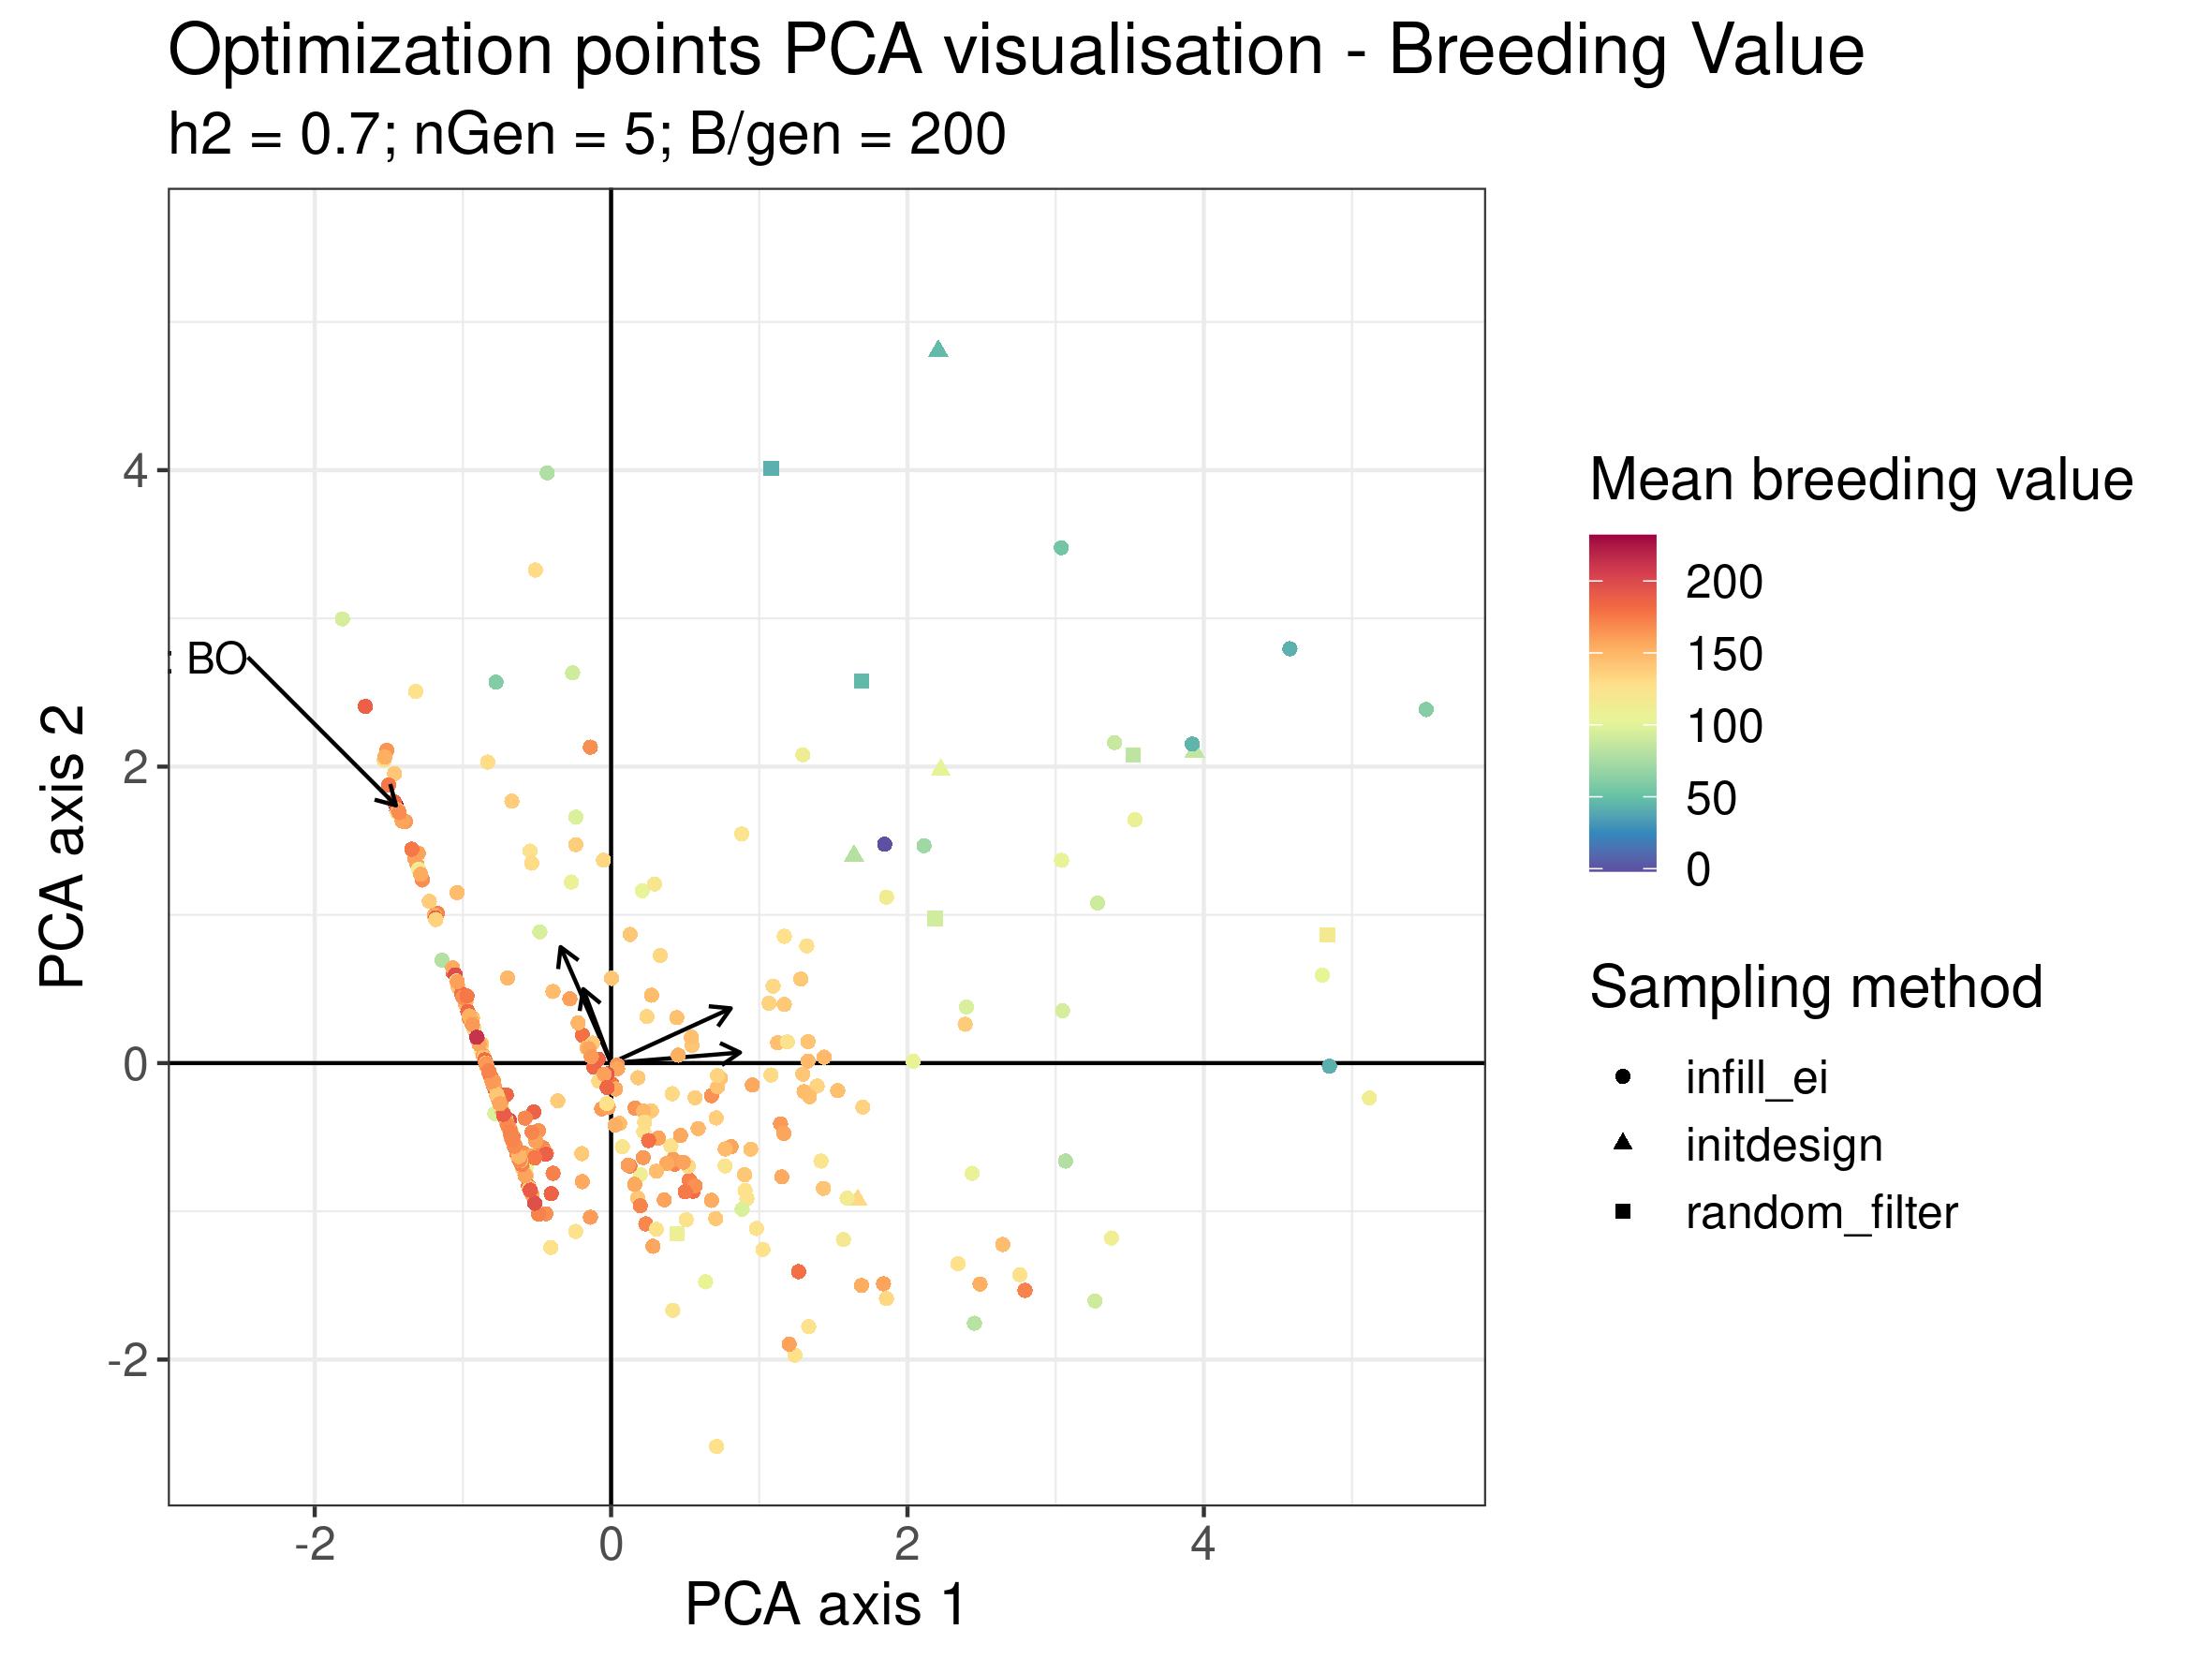 Optimization points PCA visualisation - Breeding Value
h2 = 0.7; nGen = 5; B/gen = 200
PCA axis 2
4
2
0
-2
: BO
-2
0
2
4
PCA axis 1
Mean breeding value
200
150
100
50
0
Sampling method
infill_ei
initdesign
random_filter